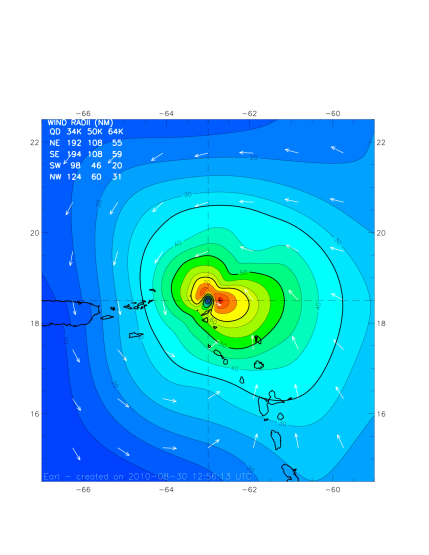 −66 −64 −62 −60
WIND RADII (NM)
QD 34K 50K 64K
NE 192 108 55
SE 194 108 59
SW 98 46 20
NW 124 60 31
22 22
20 20
18 18
16 16
Earl − created on 2010−08−30 12:56:13 UTC
−66 −64 −62 −60